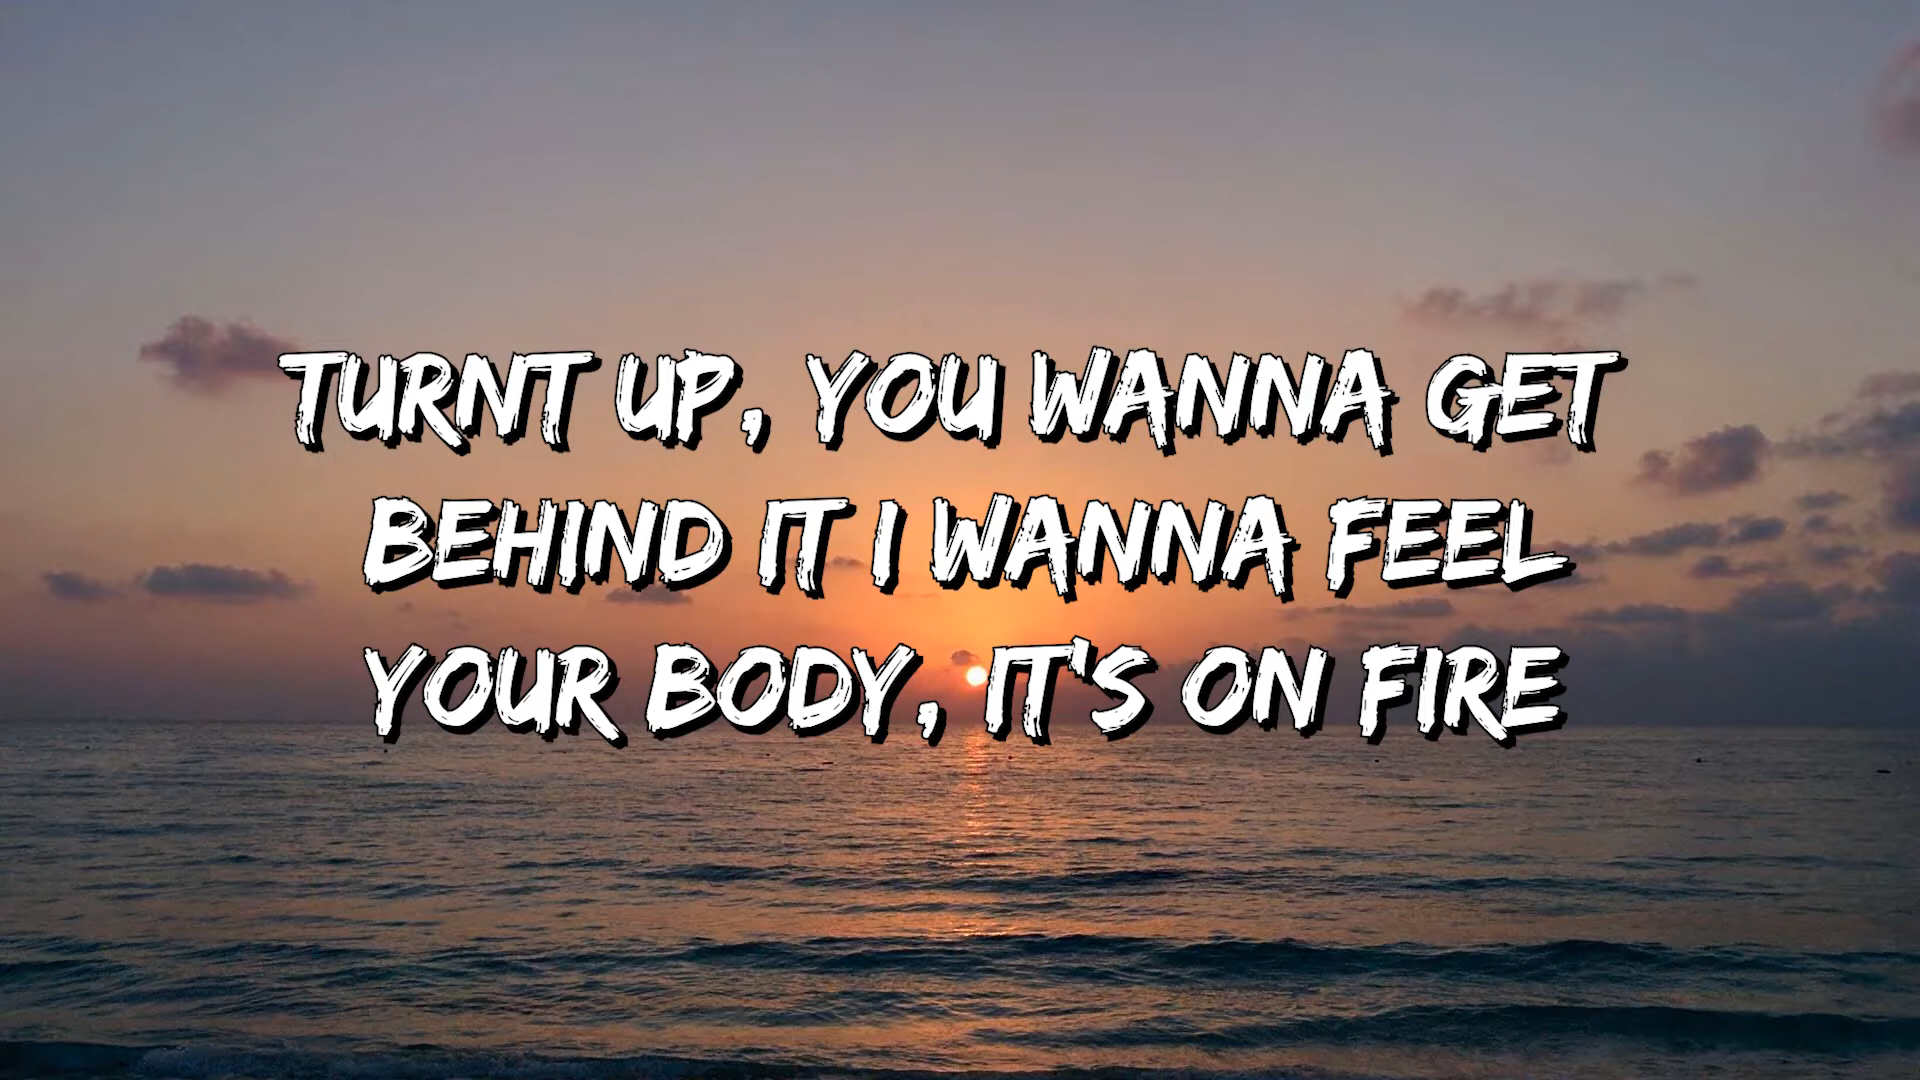 TURNT UP, YOU WANNA GET
BEHIND IT I WANNA FEEL
YOUR BODY, IT'S ON FIRE